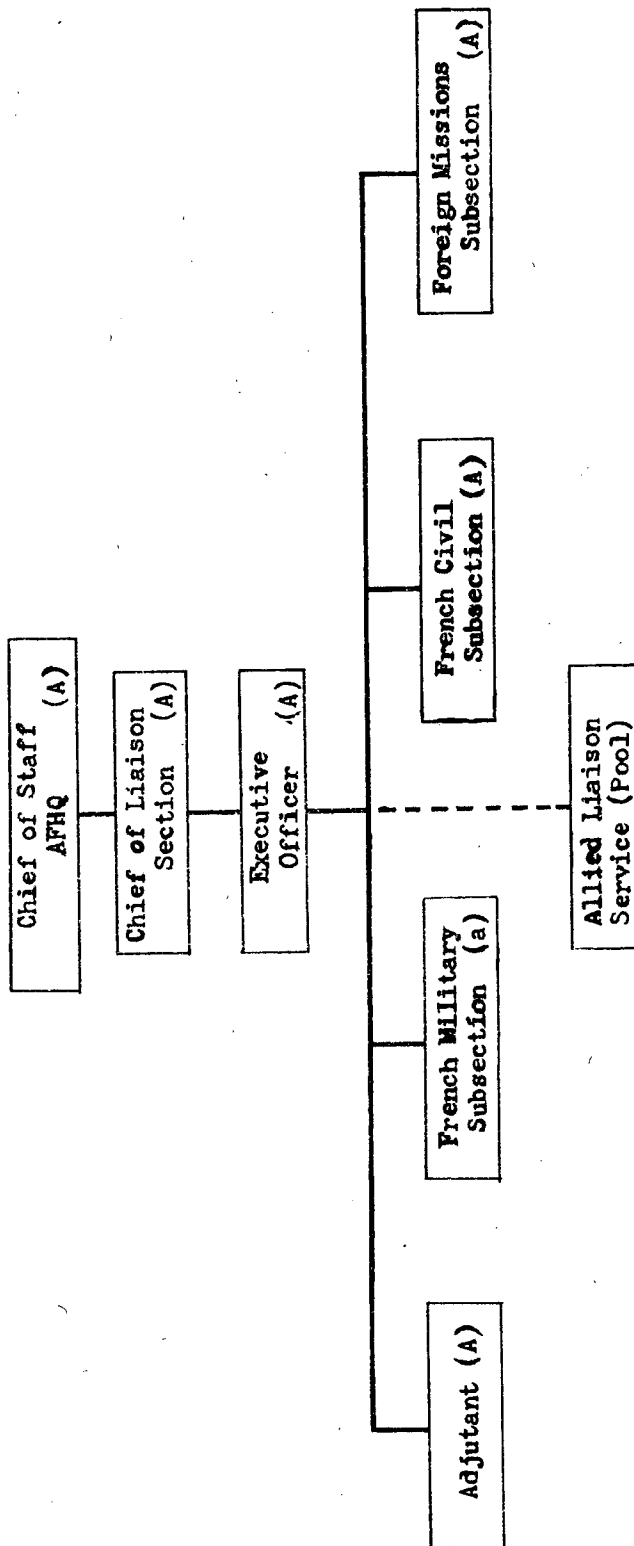 Chief of Staff
AFHQ (A)
Chief of Liaison
Section (A)
Executive
Officer (A)
Adjutant (A)
French Military
Subsection (a)
French Civil
Subsection (A)
Foreign Missions
Subsection (A)
Allied Liaison
Service (Pool)